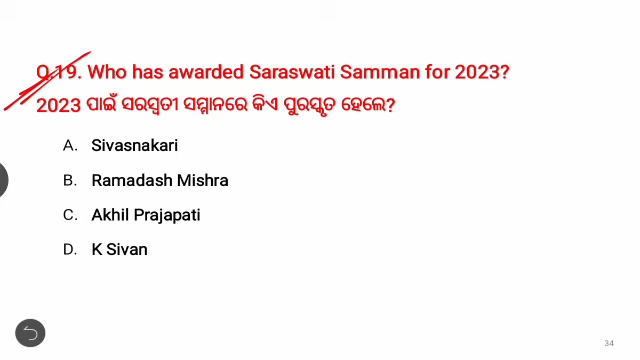 Q.19. Who has awarded Saraswati Samman for 2023?
2023 ପାଇଁ ସରସ୍ବତୀ ସମ୍ମାନରେ କିଏ ପୁରସ୍କୃତ ହେଲେ?
A. Sivasnakari
B. Ramadash Mishra
C. Akhil Prajapati
D. K Sivan
34